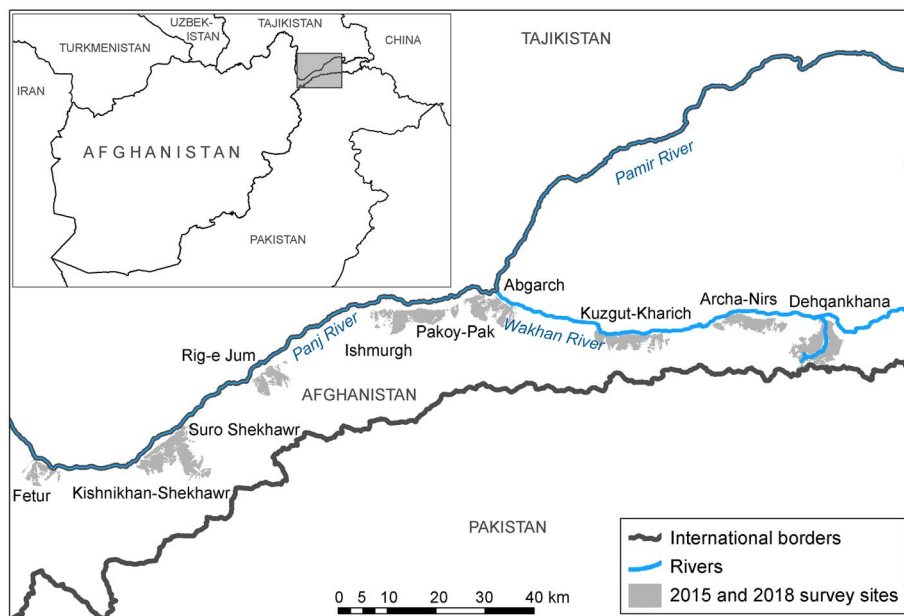 UZBEK-
ISTAN
TAJIKISTAN
TURKMENISTAN
CHINA
IRAN
AFGHANISTAN
PAKISTAN
TAJIKISTAN
Pamir River
Abgarch
Kuzgut-Kharich
Archa-Nirs
Dehqankhana
Panj River
Pakoy-Pak
Wakhan River
Ishmurgh
Rig-e Jum
AFGHANISTAN
Suro Shekhawr
Fetur
Kishnikhan-Shekhawr
PAKISTAN
International borders
Rivers
2015 and 2018 survey sites
0 5 10 20 30 40 km